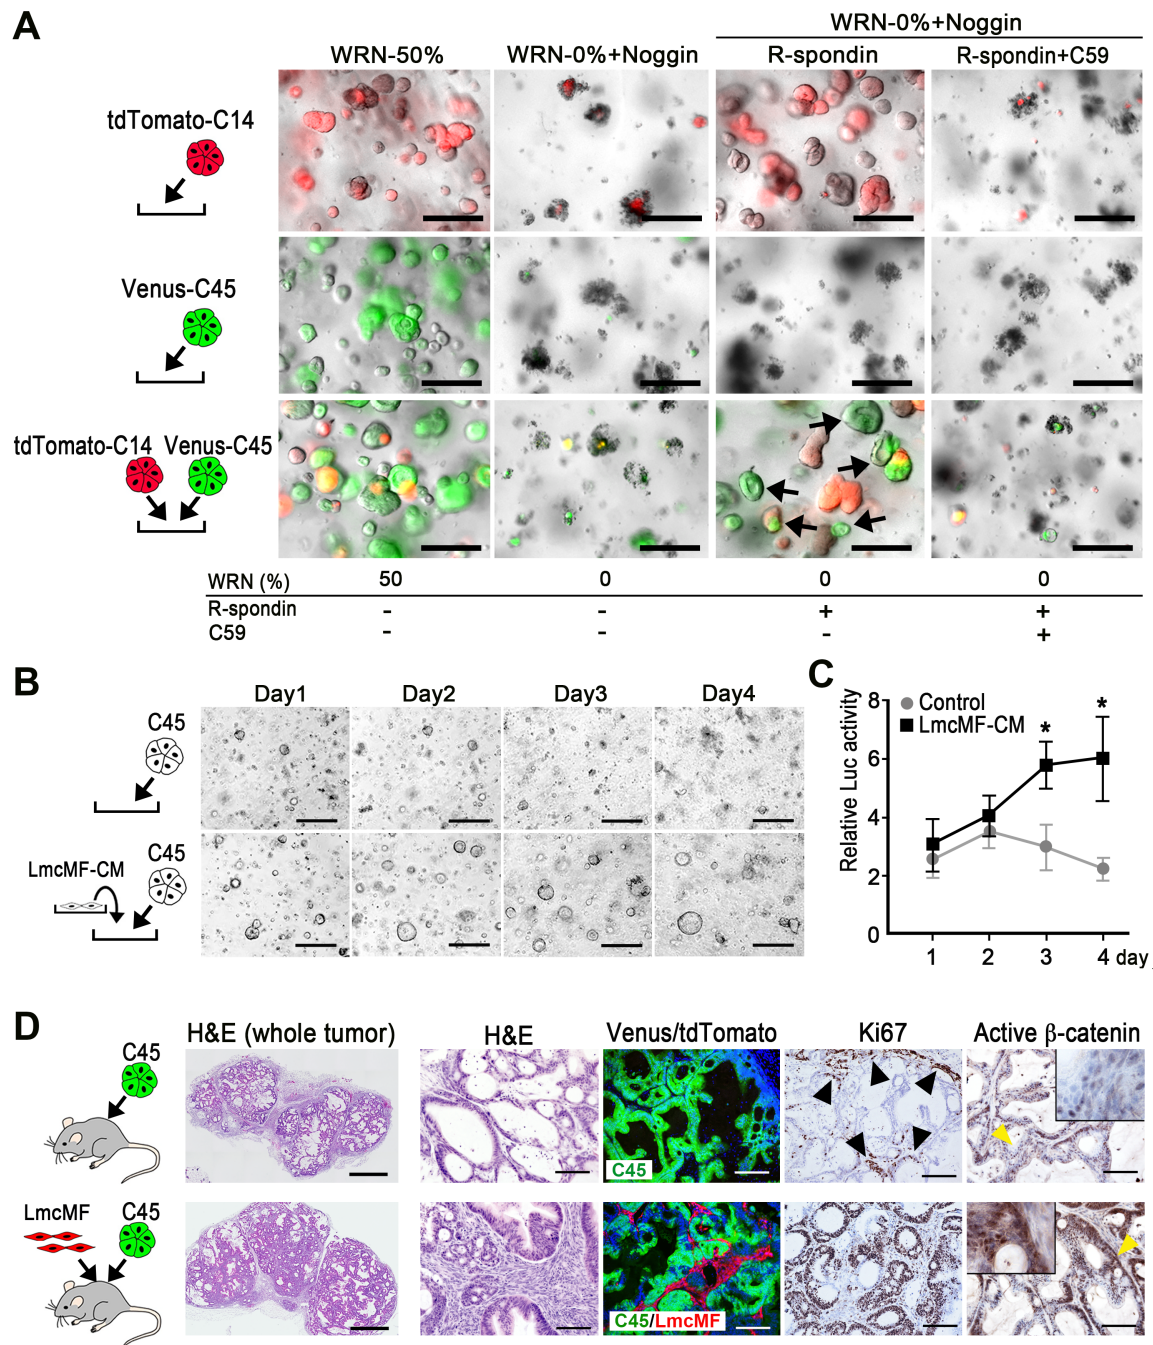 A
WRN-0%+Noggin
WRN-50%
WRN-0%+Noggin
R-spondin
R-spondin+C59
tdTomato-C14
Venus-C45
tdTomato-C14 Venus-C45
WRN (%) 50 0 0 0
R-spondin - - + +
C59 - - - +
B
Day1 Day2 Day3 Day4
C45
LmcMF-CM
C45
C
Relative Luc activity
8
6
4
2
0
Control
LmcMF-CM
*
*
1 2 3 4 day
D
H&E (whole tumor)
H&E
Venus/tdTomato
Ki67
Active β-catenin
C45
C45
LmcMF C45
C45/LmcMF